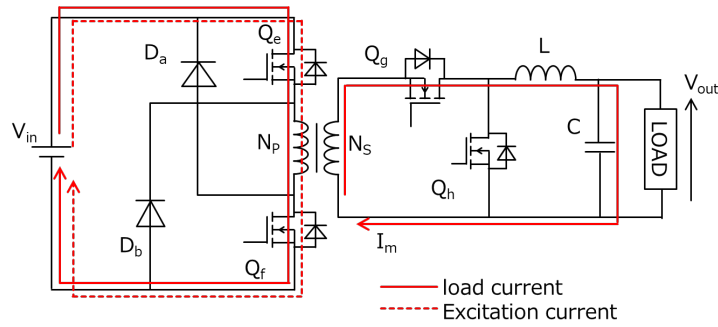 Qe
Da
Qg
L
Vout
Vin
NP
NS
C
LOAD
Qh
Db
Qf
Im
load current
Excitation current